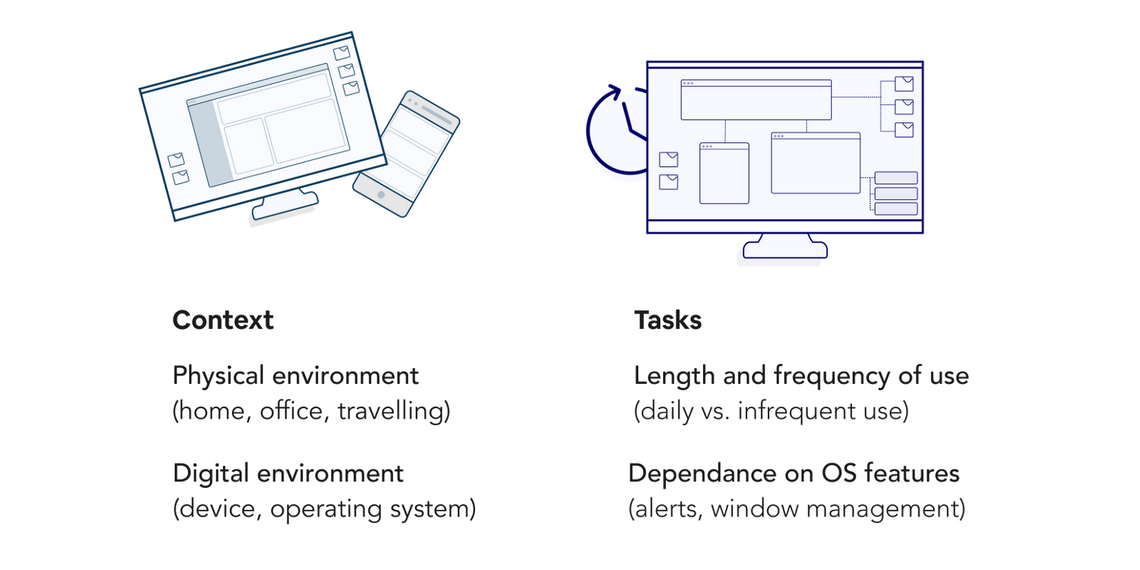 Context
Physical environment
(home, office, travelling)
Digital environment
(device, operating system)
Tasks
Length and frequency of use
(daily vs. infrequent use)
Dependance on OS features
(alerts, window management)